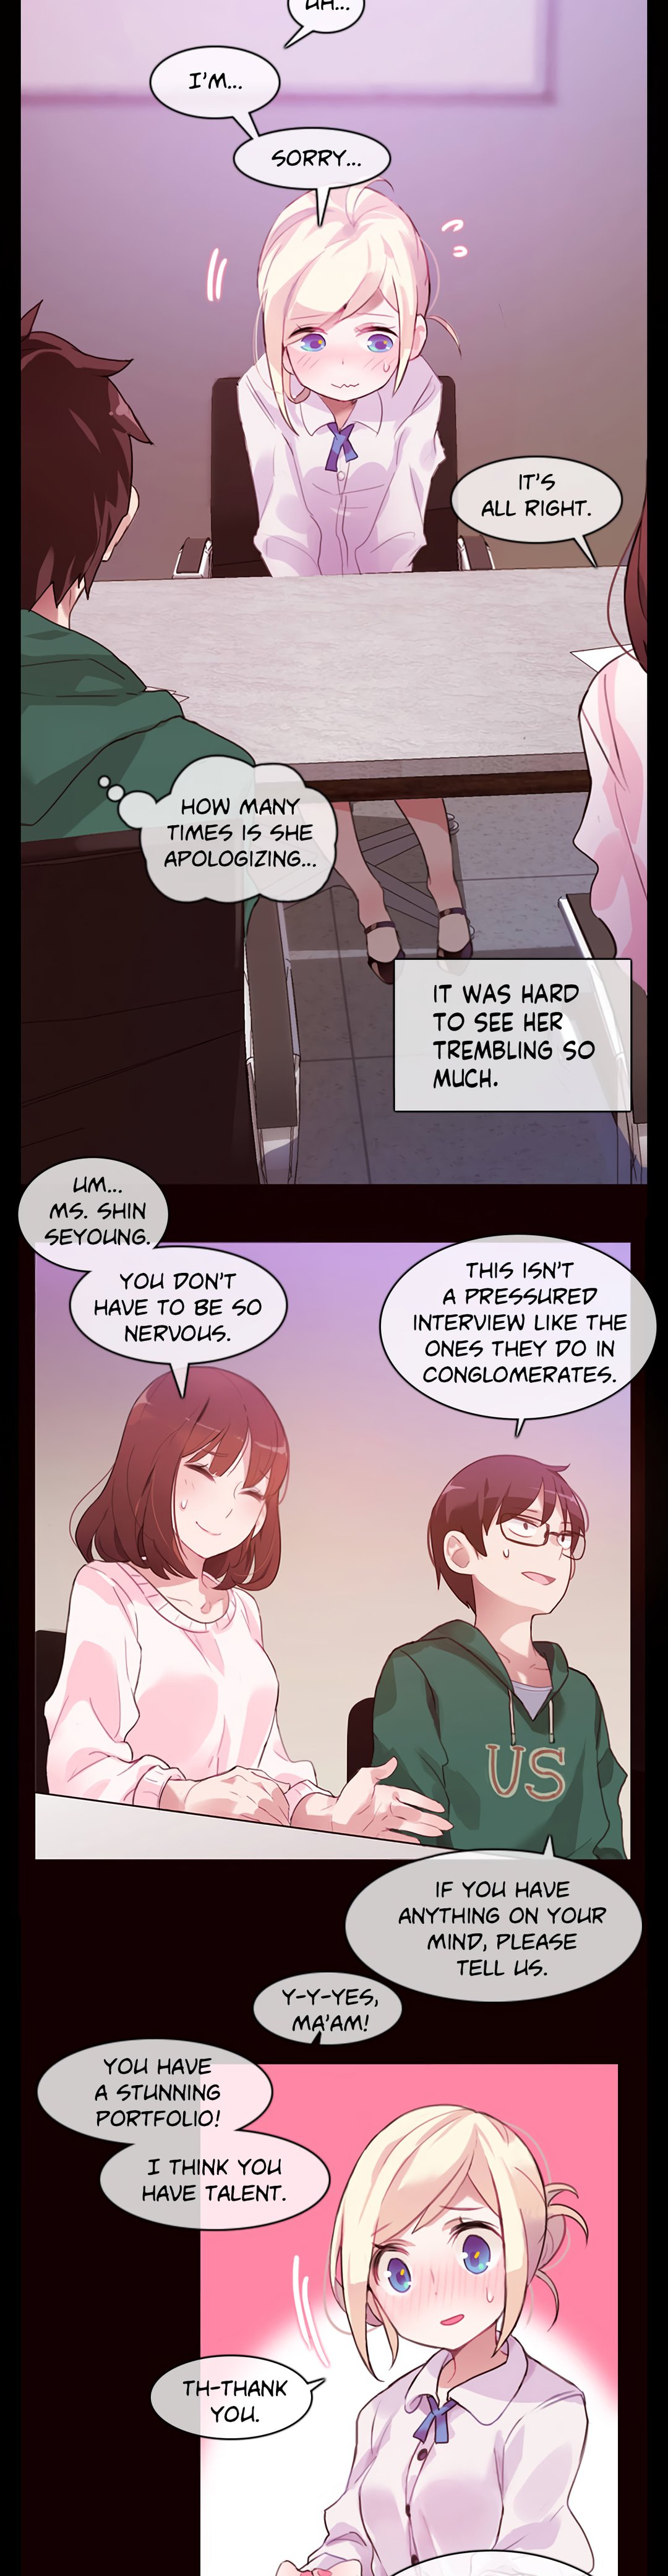 UH...
I'M...
SORRY...
IT'S
ALL RIGHT.
HOW MANY
TIMES IS SHE
APOLOGIZING...
IT WAS HARD
TO SEE HER
TREMBLING SO
MUCH.
UM...
MS. SHIN
SEYOUNG.
YOU DON'T
HAVE TO BE SO
NERVOUS.
THIS ISN'T
A PRESSURED
INTERVIEW LIKE THE
ONES THEY DO IN
CONGLOMERATES.
US
IF YOU HAVE
ANYTHING ON YOUR
MIND, PLEASE
TELL US.
Y-Y-YES,
MA'AM!
YOU HAVE
A STUNNING
PORTFOLIO!
I THINK YOU
HAVE TALENT.
TH-THANK
YOU.